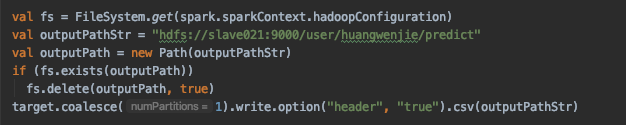 val fs = FileSystem.get(spark.sparkContext.hadoopConfiguration)
val outputPathStr = "hdfs://slave021:9000/user/huangwenjie/predict"
val outputPath = new Path(outputPathStr)
if (fs.exists(outputPath))
  fs.delete(outputPath, true)
target.coalesce( numPartitions = 1).write.option("header", "true").csv(outputPathStr)